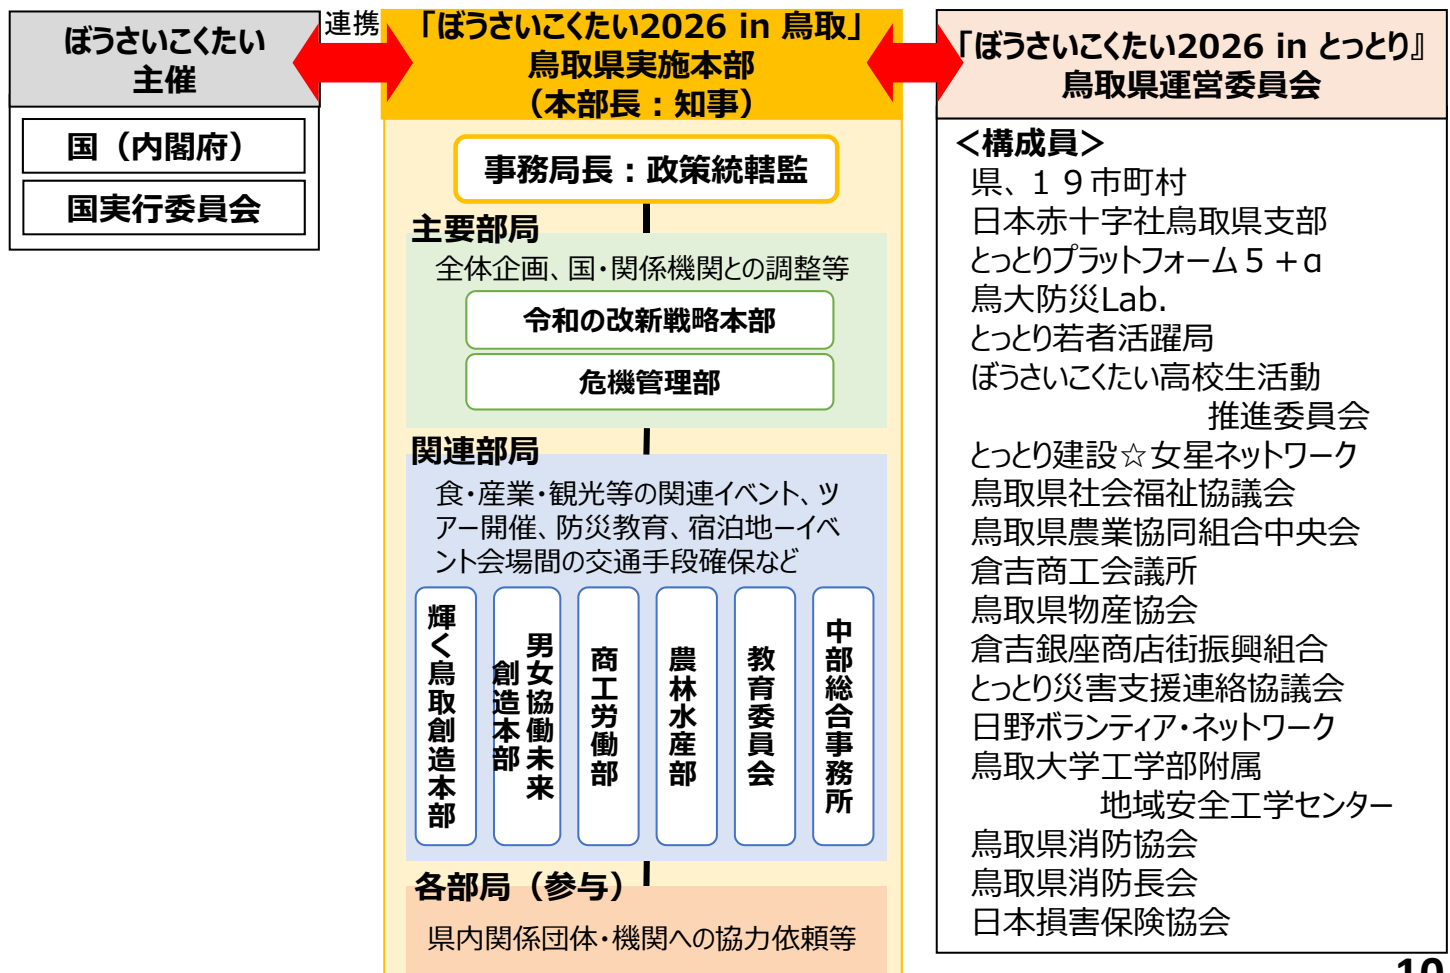 ぼうさいこくたい
主催
国（内閣府）
国実行委員会
連携
「ぼうさいこくたい2026 in 鳥取」
鳥取県実施本部
（本部長：知事）
事務局長：政策統轄監
主要部局
全体企画、国・関係機関との調整等
令和の改新戦略本部
危機管理部
関連部局
食・産業・観光等の関連イベント、ツ
アー開催、防災教育、宿泊地ーイベ
ント会場間の交通手段確保など
輝く鳥取創造本部
男女協働未来
創造本部
商工労働部
農林水産部
教育委員会
中部総合事務所
各部局（参与）
県内関係団体・機関への協力依頼等
「ぼうさいこくたい2026 in とっとり』
鳥取県運営委員会
＜構成員＞
県、１９市町村
日本赤十字社鳥取県支部
とっとりプラットフォーム５＋α
鳥大防災Lab.
とっとり若者活躍局
ぼうさいこくたい高校生活動
推進委員会
とっとり建設☆女星ネットワーク
鳥取県社会福祉協議会
鳥取県農業協同組合中央会
倉吉商工会議所
鳥取県物産協会
倉吉銀座商店街振興組合
とっとり災害支援連絡協議会
日野ボランティア・ネットワーク
鳥取大学工学部附属
地域安全工学センター
鳥取県消防協会
鳥取県消防長会
日本損害保険協会
10